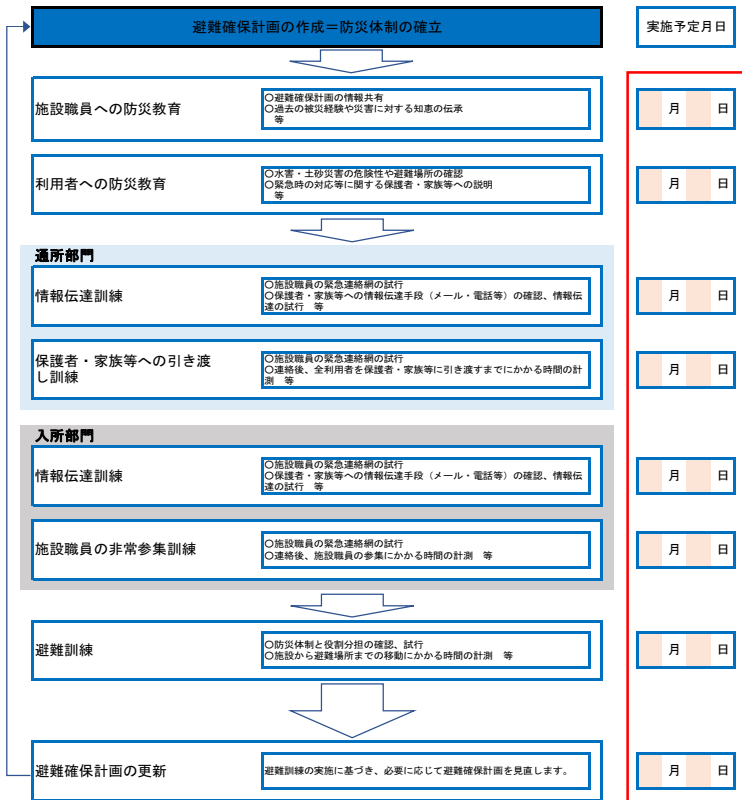 避難確保計画の作成＝防災体制の確立
実施予定月日
施設職員への防災教育
〇避難確保計画の情報共有
〇過去の被災経験や災害に対する知恵の伝承
等
月 日
利用者への防災教育
〇水害・土砂災害の危険性や避難場所の確認
〇緊急時の対応等に関する保護者・家族等への説明
等
月 日
通所部門
情報伝達訓練
〇施設職員の緊急連絡網の試行
〇保護者・家族等への情報伝達手段（メール・電話等）の確認、情報伝
達の試行　等
月 日
保護者・家族等への引き渡
し訓練
〇施設職員の緊急連絡網の試行
〇連絡後、全利用者を保護者・家族等に引き渡すまでにかかる時間の計
測　等
月 日
入所部門
情報伝達訓練
〇施設職員の緊急連絡網の試行
〇保護者・家族等への情報伝達手段（メール・電話等）の確認、情報伝
達の試行　等
月 日
施設職員の非常参集訓練
〇施設職員の緊急連絡網の試行
〇連絡後、施設職員の参集にかかる時間の計測　等
月 日
避難訓練
〇防災体制と役割分担の確認、試行
〇施設から避難場所までの移動にかかる時間の計測　等
月 日
避難確保計画の更新
避難訓練の実施に基づき、必要に応じて避難確保計画を見直します。
月 日